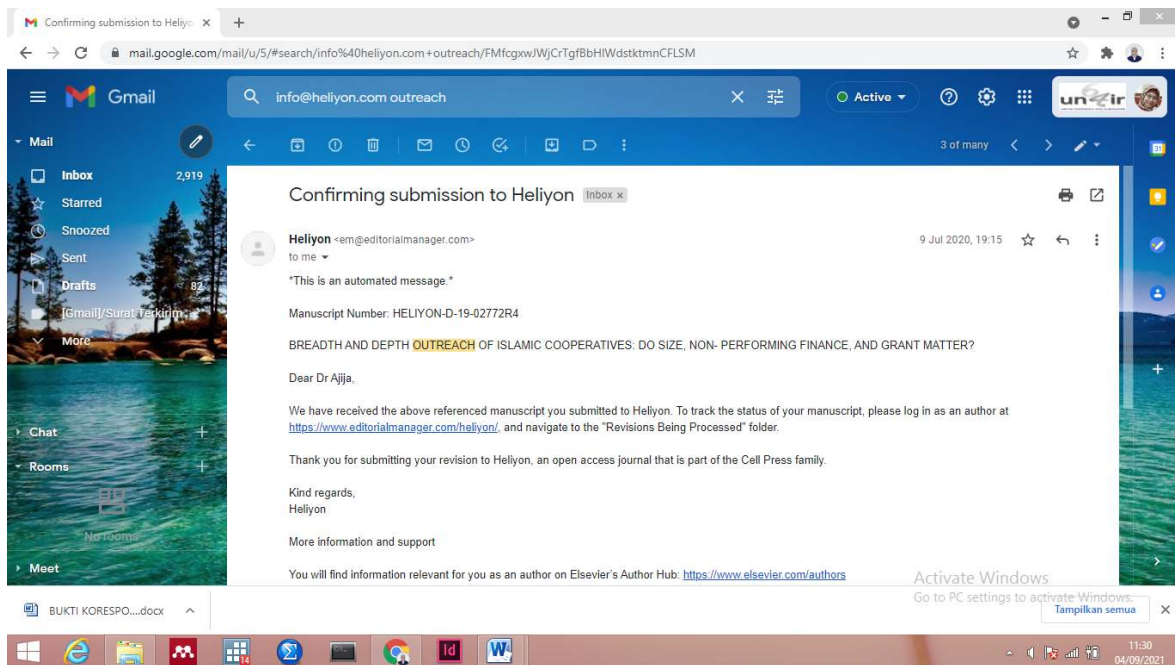 Confirming submission to Heliyo
mail.google.com/mail/u/5/#search/info%40heliyon.com+outreach/FMfcgxwJWjCrTgfBbHlWdstktmnCFLSM
Gmail
info@heliyon.com outreach
Active
un4ir
Mail
3 of many
31
Inbox 2,919
Starred
Snoozed
Sent
Drafts 82
[Gmail]/Surat Terkirim
More
Chat
Rooms
No rooms
Meet
Confirming submission to Heliyon Inbox x
Heliyon <em@editorialmanager.com> 9 Jul 2020, 19:15
to me
*This is an automated message.*
Manuscript Number: HELIYON-D-19-02772R4
BREADTH AND DEPTH OUTREACH OF ISLAMIC COOPERATIVES: DO SIZE, NON- PERFORMING FINANCE, AND GRANT MATTER?
Dear Dr Ajija,
We have received the above referenced manuscript you submitted to Heliyon. To track the status of your manuscript, please log in as an author at
https://www.editorialmanager.com/heliyon/, and navigate to the "Revisions Being Processed" folder.
Thank you for submitting your revision to Heliyon, an open access journal that is part of the Cell Press family.
Kind regards,
Heliyon
More information and support
You will find information relevant for you as an author on Elsevier's Author Hub: https://www.elsevier.com/authors
Activate Windows
Go to PC settings to activate Windows.
BUKTI KORESPO....docx
Tampilkan semua
14
Id
W
11:30
04/09/2021